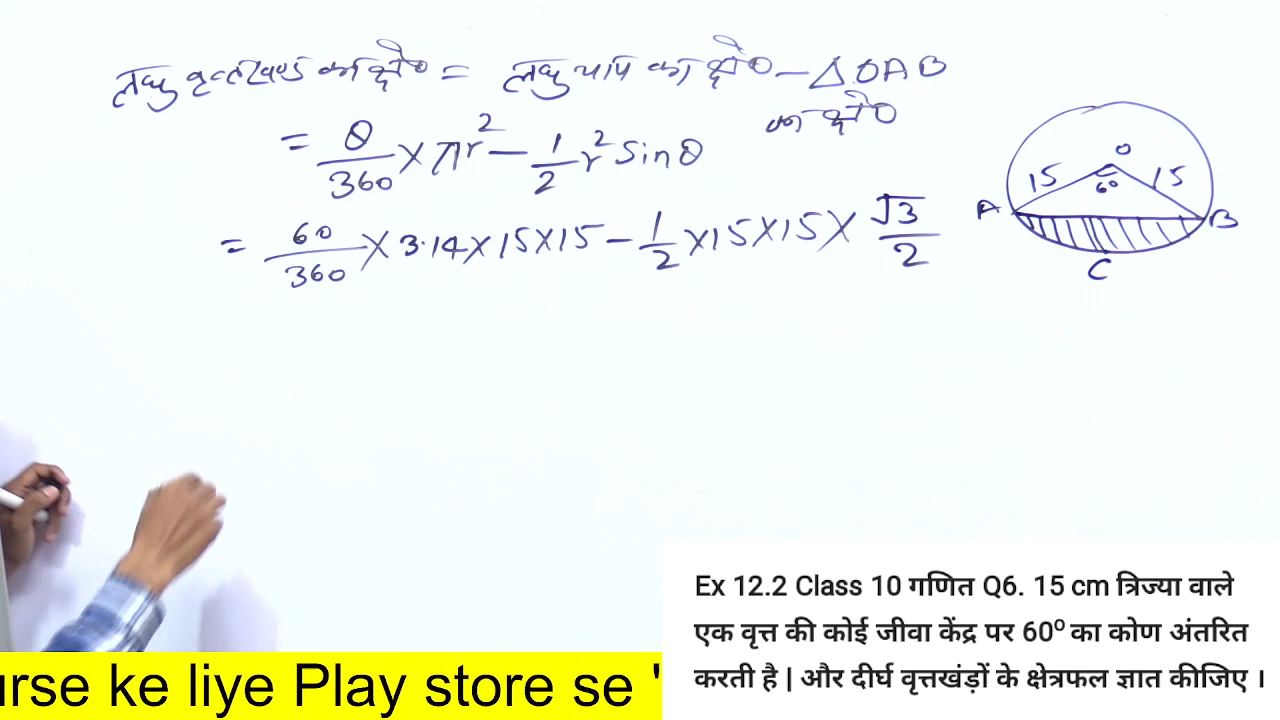 लघु वृत्तखण्ड का क्षे० = लघु चाप का क्षे० − △OAB
का क्षे०
= θ/360 × πr² − 1/2 r² Sinθ
= 60/360 × 3.14 × 15 × 15 − 1/2 × 15 × 15 × √3/2
O
15 60 15
A B
C
Ex 12.2 Class 10 गणित Q6. 15 cm त्रिज्या वाले
एक वृत्त की कोई जीवा केंद्र पर 60⁰ का कोण अंतरित
करती है | और दीर्घ वृत्तखंड़ों के क्षेत्रफल ज्ञात कीजिए ।
urse ke liye Play store se '